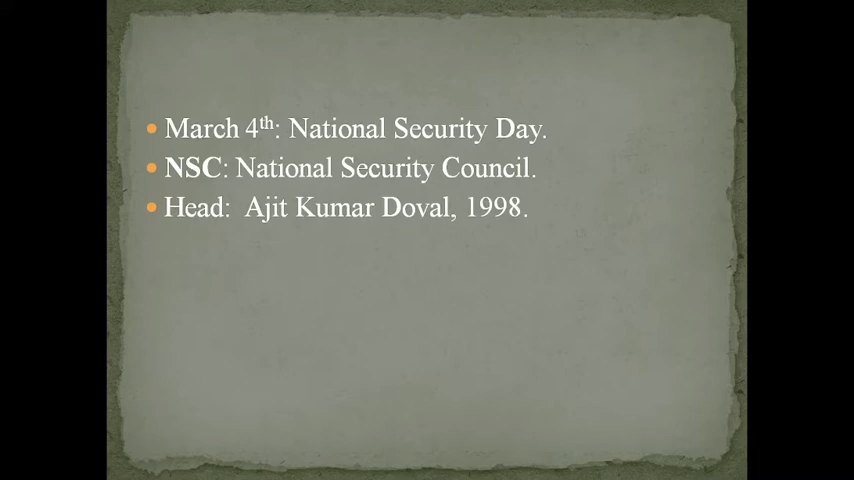 • March 4th: National Security Day.
• NSC: National Security Council.
• Head: Ajit Kumar Doval, 1998.